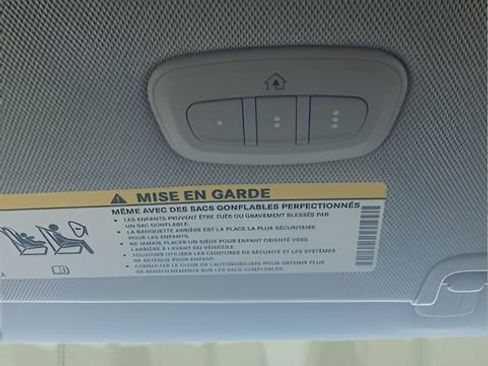 MISE EN GARDE
MÊME AVEC DES SACS GONFLABLES PERFECTIONNÉS
• LES ENFANTS PEUVENT ÊTRE TUÉS OU GRAVEMENT BLESSÉS PAR
UN SAC GONFLABLE.
• LA BANQUETTE ARRIÈRE EST LA PLACE LA PLUS SÉCURITAIRE
POUR LES ENFANTS.
• NE JAMAIS PLACER UN SIÈGE POUR ENFANT ORIENTÉ VERS
L'ARRIÈRE À L'AVANT DU VÉHICULE.
• TOUJOURS UTILISER LES CEINTURES DE SÉCURITÉ ET LES SYSTÈMES
DE RETENUE POUR ENFANT.
• CONSULTER LE GUIDE DE L'AUTOMOBILISTE POUR OBTENIR PLUS
DE RENSEIGNEMENTS SUR LES SACS GONFLABLES.